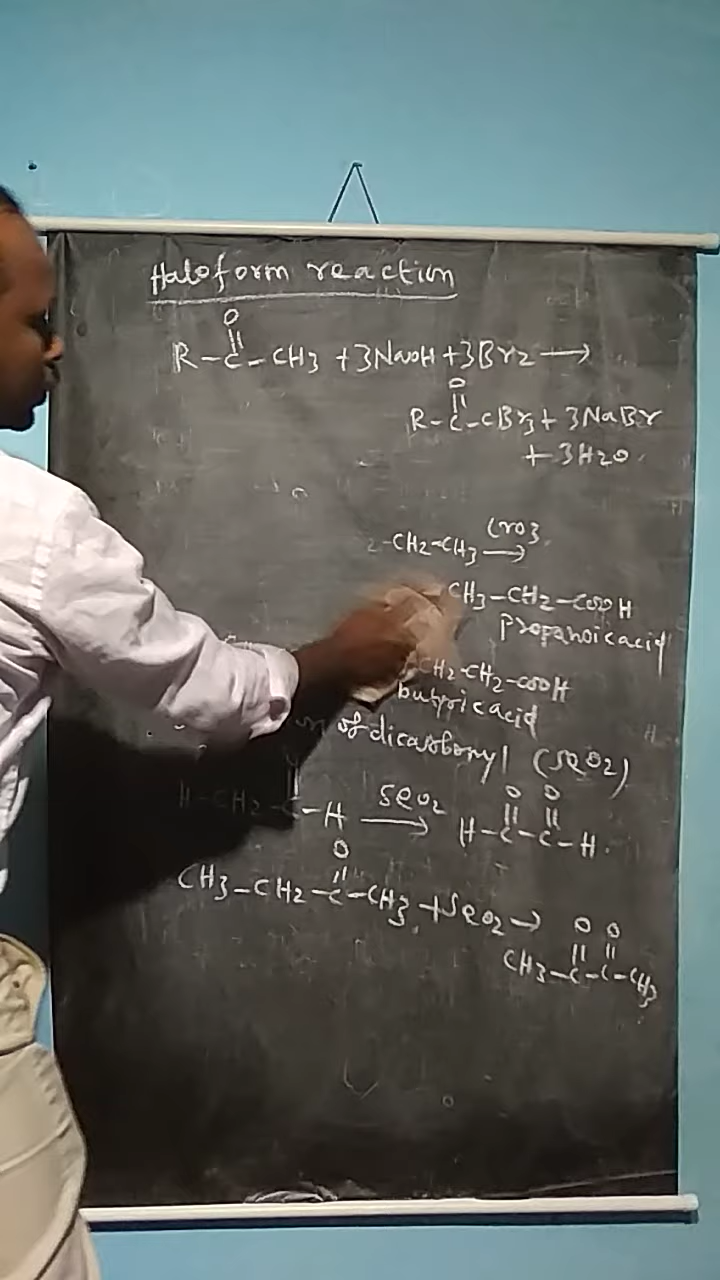 Haloform reaction
O
R-C-CH3 + 3NaOH + 3Br2 →
O
R-C-CBr3 + 3NaBr
+ 3H2O
CrO3
2-CH2-CH3 →
CH3-CH2-COOH
Propanoic acid
CH2-CH2-COOH
butyric acid
of dicarbonyl (SeO2)
O O
H-CH2-C-H SeO2 → H-C-C-H.
O
CH3-CH2-C-CH3 + SeO2 →
O O
CH3-C-C-CH3